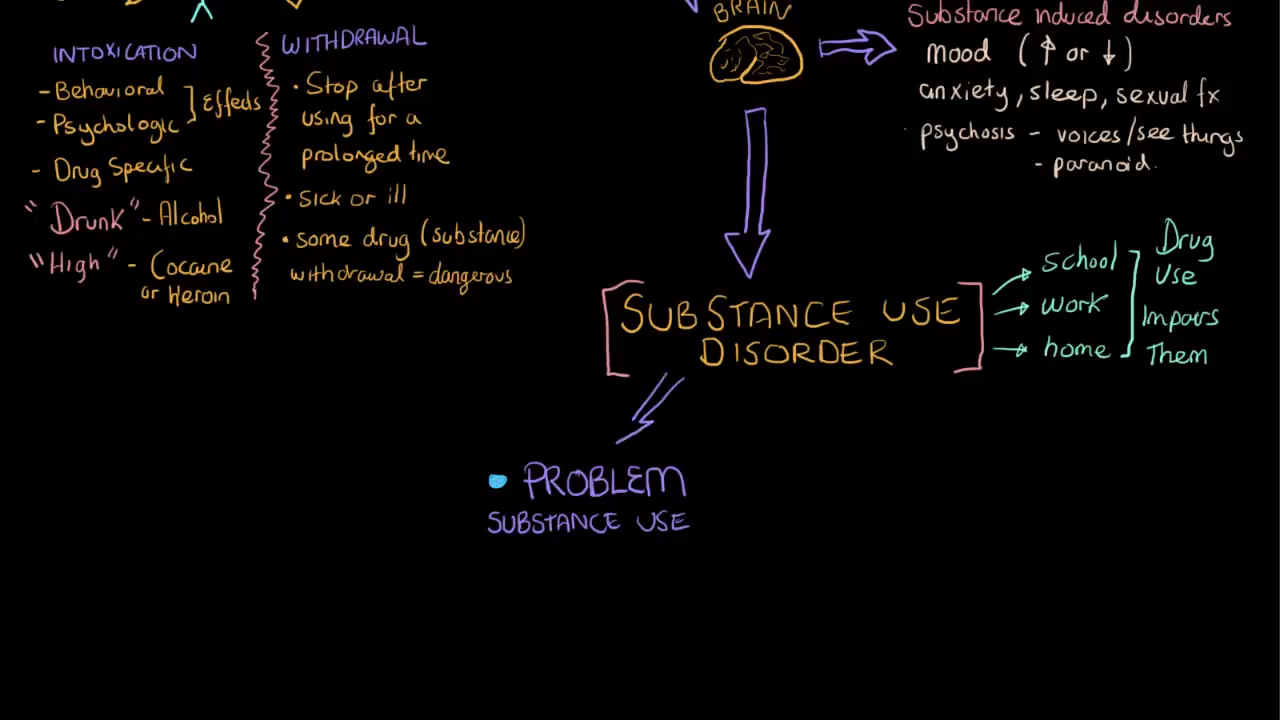 INTOXICATION
- Behavioral
- Psychologic
Effects
- Drug Specific
"Drunk" - Alcohol
"High" - Cocaine
or Heroin
WITHDRAWAL
• Stop after
using for a
prolonged time
• Sick or ill
• Some drug (substance)
withdrawal = dangerous
BRAIN
Substance induced disorders
mood (↑ or ↓)
anxiety, sleep, sexual fx
psychosis - voices/see things
- paranoid.
SUBSTANCE USE
DISORDER
school
work
home
Drug
Use
Impairs
Them
• PROBLEM
SUBSTANCE USE